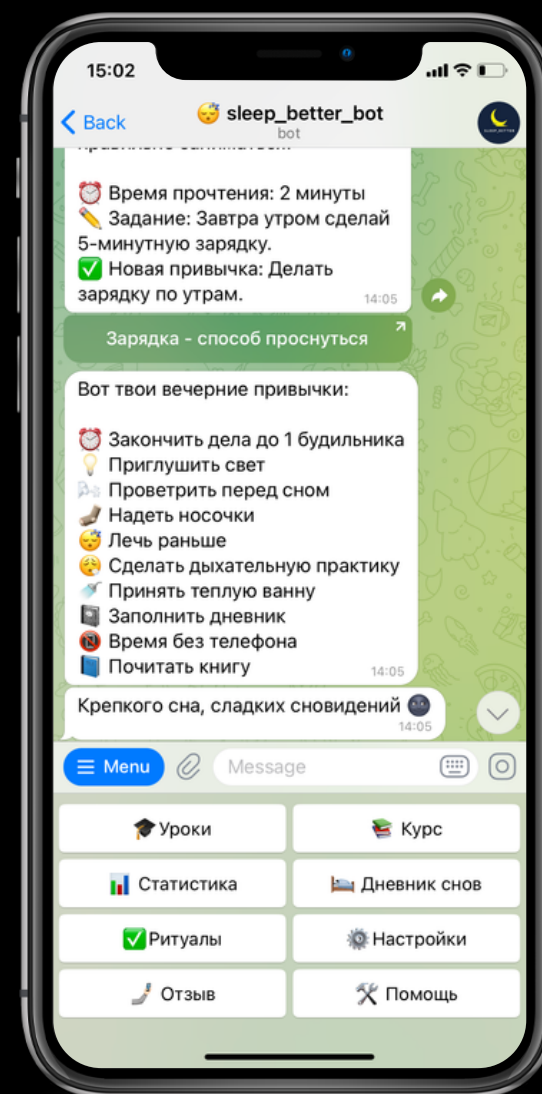 15:02
Back
😴 sleep_better_bot
bot
⏰ Время прочтения: 2 минуты
✏️ Задание: Завтра утром сделай
5-минутную зарядку.
✅ Новая привычка: Делать
зарядку по утрам.
14:05
Зарядка - способ проснуться
Вот твои вечерние привычки:
⏰ Закончить дела до 1 будильника
💡 Приглушить свет
🌬 Проветрить перед сном
🧦 Надеть носочки
😴 Лечь раньше
😮‍💨 Сделать дыхательную практику
🚿 Принять теплую ванну
📓 Заполнить дневник
📵 Время без телефона
📘 Почитать книгу
14:05
Крепкого сна, сладких сновидений 🌚
14:05
Menu
Message
🎓Уроки
📚 Курс
📊 Статистика
🛌 Дневник снов
✅Ритуалы
⚙️Настройки
🤳 Отзыв
🛠 Помощь